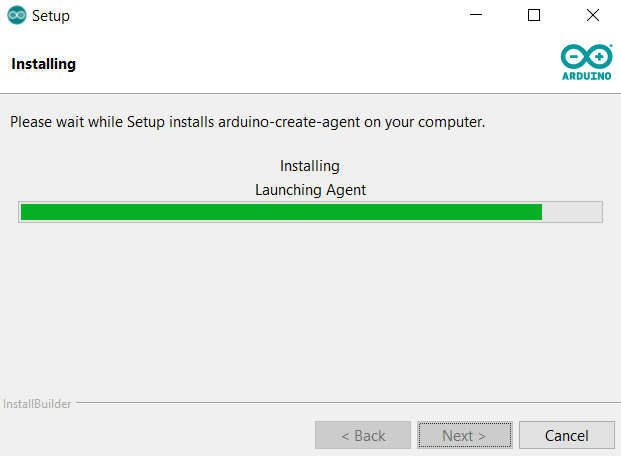 Setup
Installing
ARDUINO
Please wait while Setup installs arduino-create-agent on your computer.
Installing
Launching Agent
InstallBuilder
< Back
Next >
Cancel